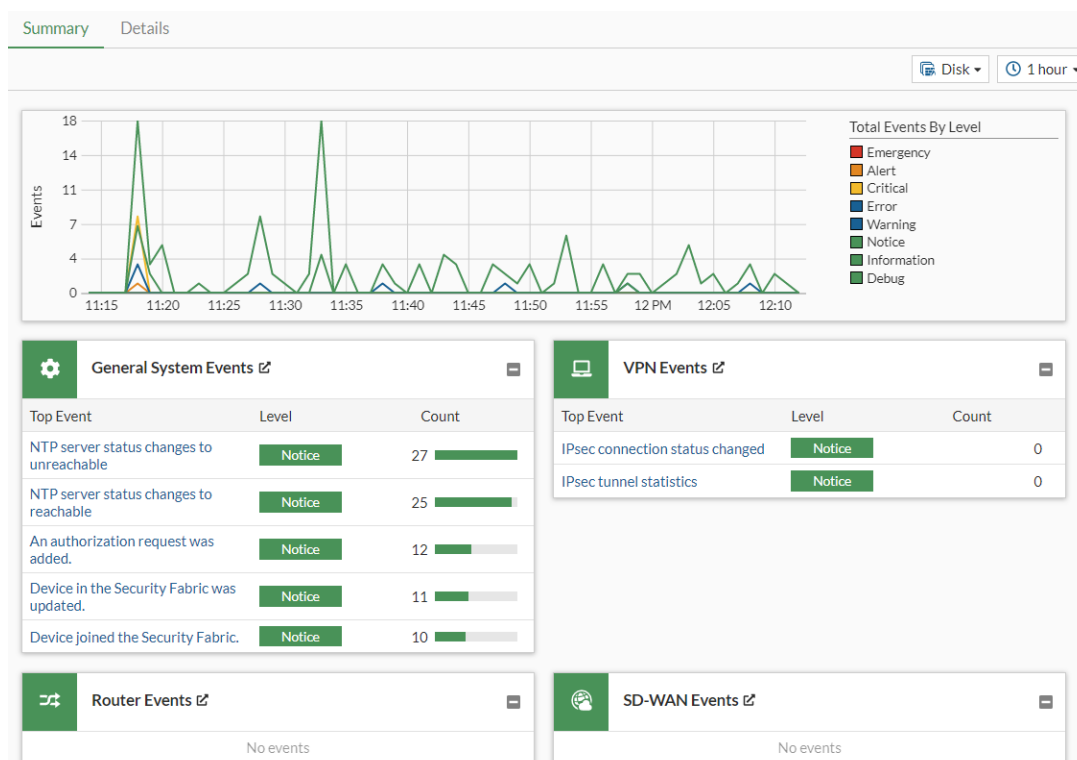 Summary Details
Disk 1 hour
18
14
11
7
4
0
Events
11:15 11:20 11:25 11:30 11:35 11:40 11:45 11:50 11:55 12 PM 12:05 12:10
Total Events By Level
Emergency
Alert
Critical
Error
Warning
Notice
Information
Debug
General System Events
Top Event Level Count
NTP server status changes to
unreachable
Notice 27
NTP server status changes to
reachable
Notice 25
An authorization request was
added.
Notice 12
Device in the Security Fabric was
updated.
Notice 11
Device joined the Security Fabric. Notice 10
VPN Events
Top Event Level Count
IPsec connection status changed Notice 0
IPsec tunnel statistics Notice 0
Router Events
No events
SD-WAN Events
No events